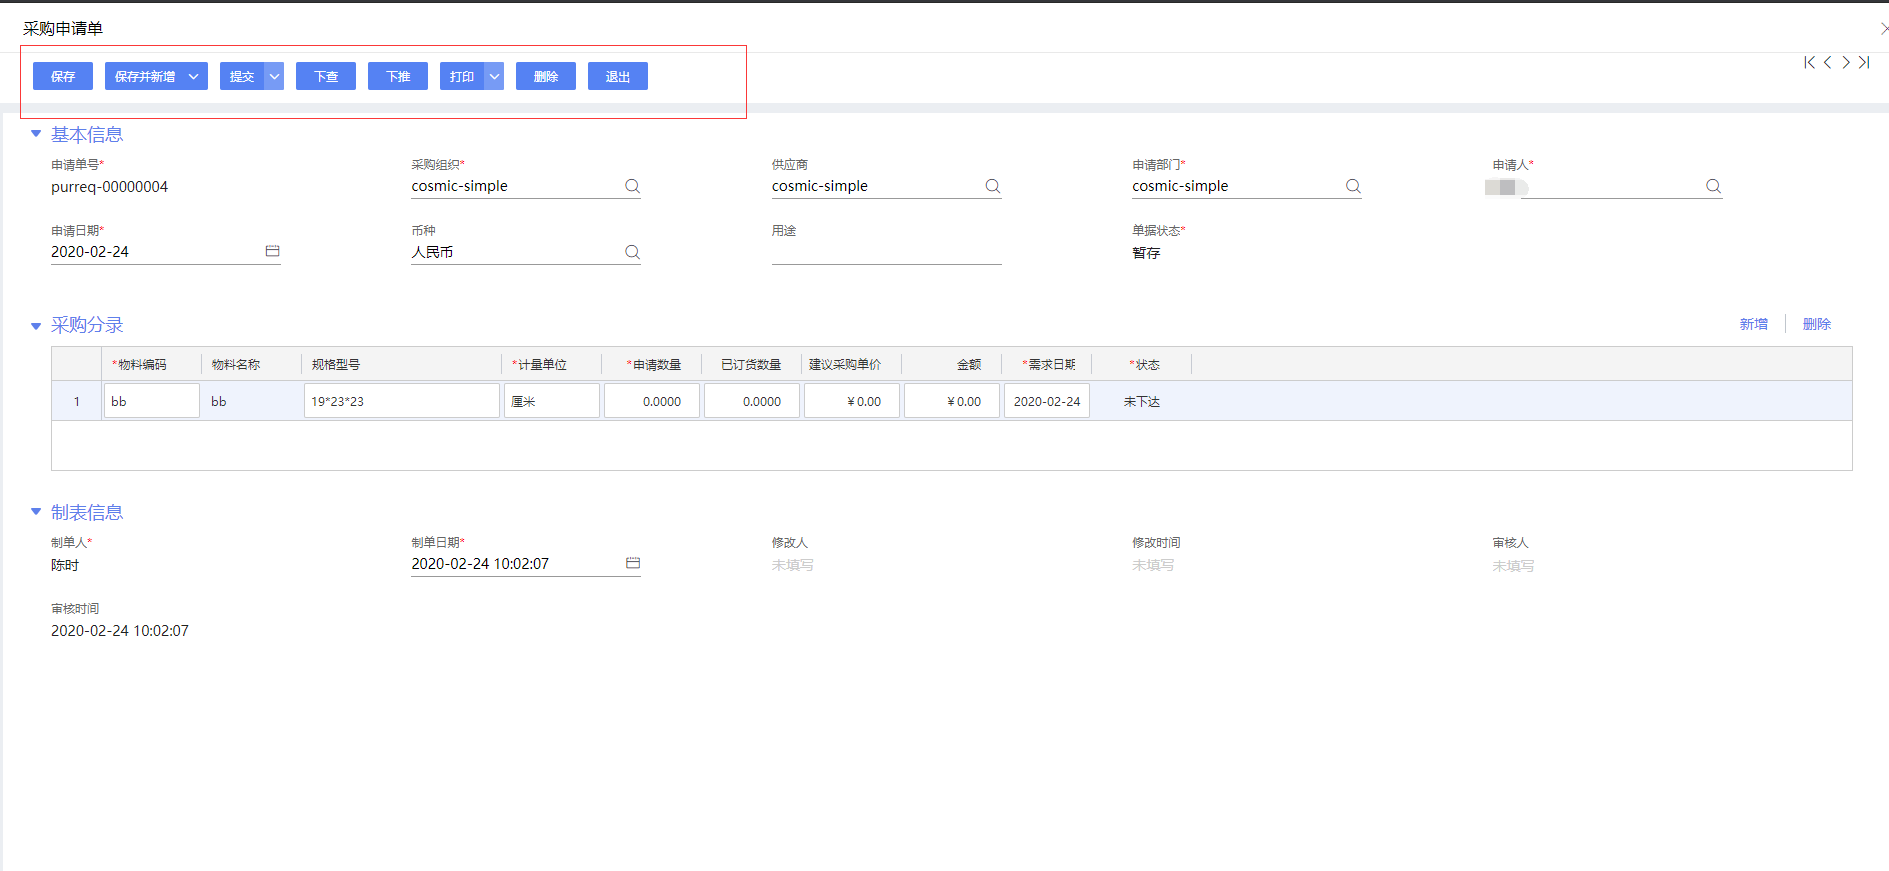 采购申请单
保存 保存并新增 提交 下查 下推 打印 删除 退出
基本信息
申请单号* 采购组织* 供应商 申请部门* 申请人*
purreq-00000004 cosmic-simple cosmic-simple cosmic-simple
申请日期* 币种 用途 单据状态*
2020-02-24 人民币 暂存
采购分录 新增 删除
*物料编码 物料名称 规格型号 *计量单位 *申请数量 已订货数量 建议采购单价 金额 *需求日期 *状态
1 bb bb 19*23*23 厘米 0.0000 0.0000 ¥0.00 ¥0.00 2020-02-24 未下达
制表信息
制单人* 制单日期* 修改人 修改时间 审核人
陈时 2020-02-24 10:02:07 未填写 未填写 未填写
审核时间
2020-02-24 10:02:07